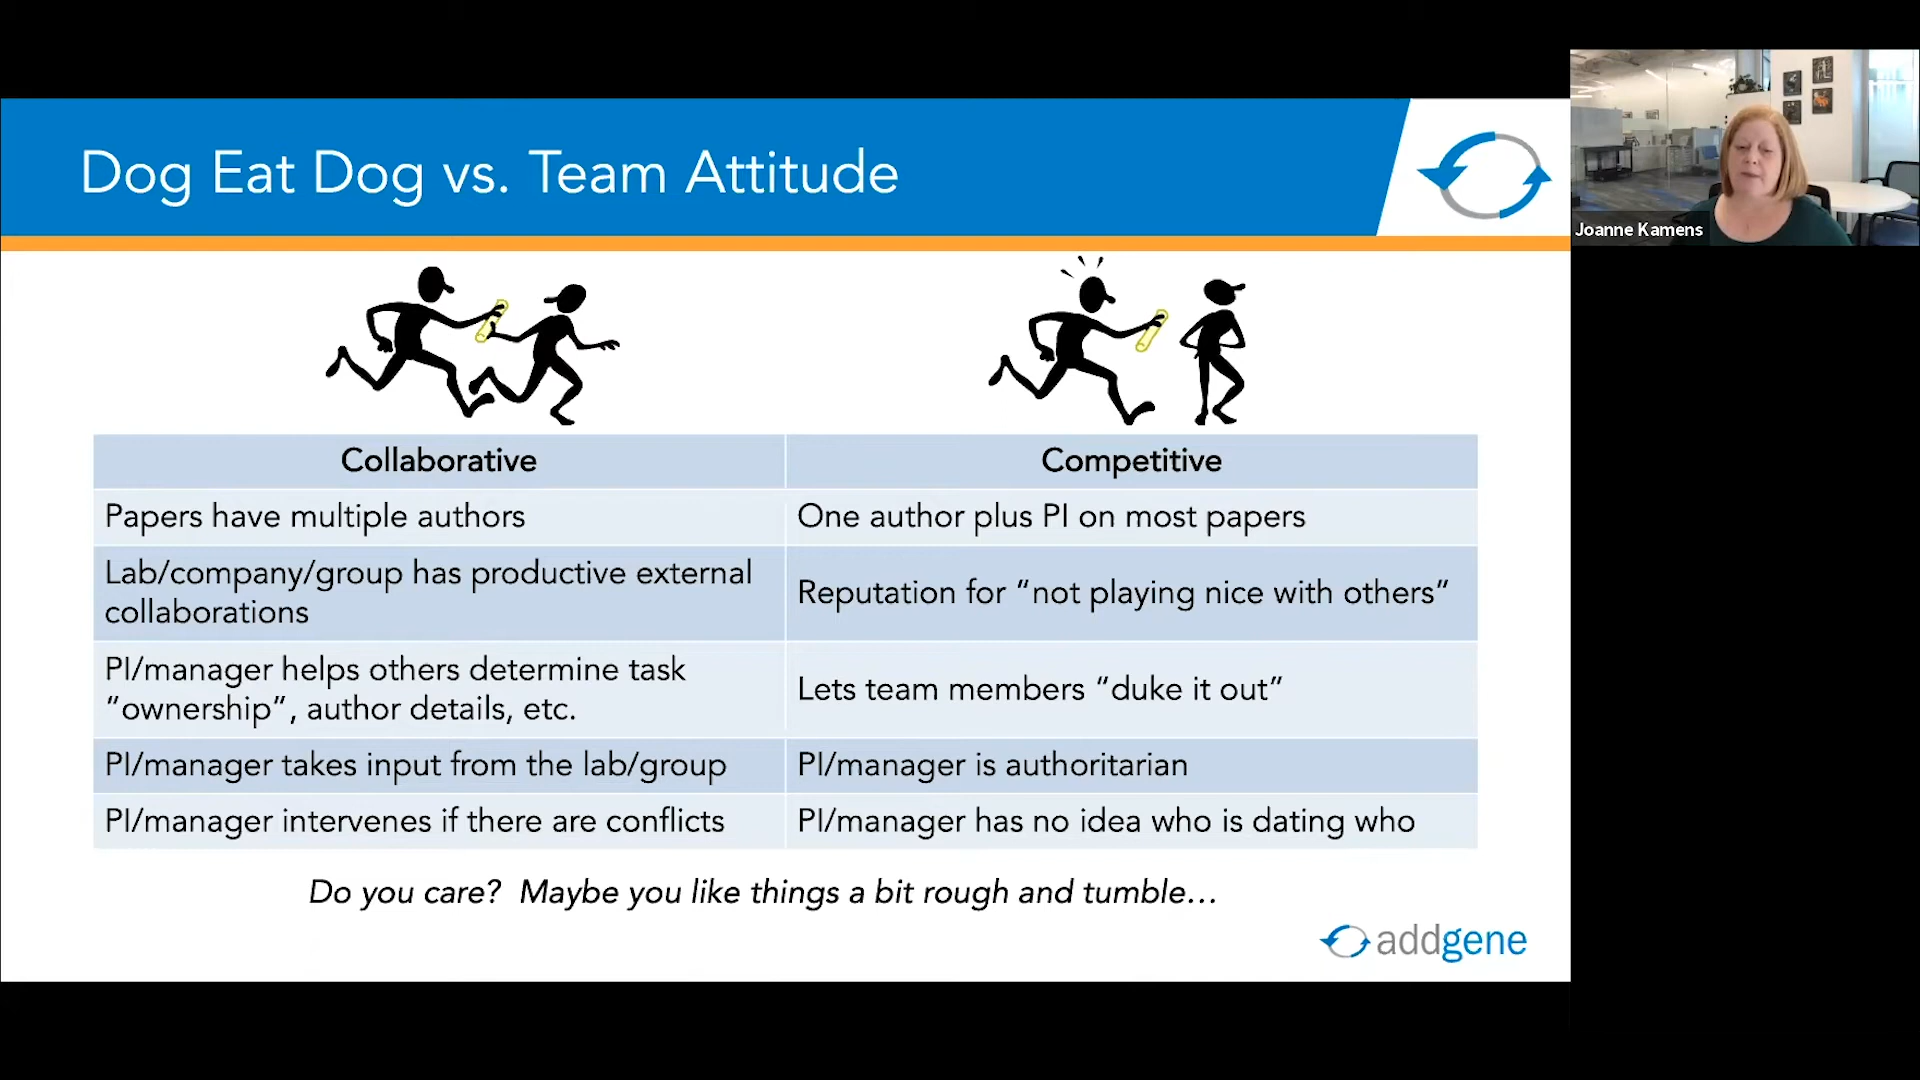 Dog Eat Dog vs. Team Attitude
Joanne Kamens
Collaborative
Competitive
Papers have multiple authors
One author plus PI on most papers
Lab/company/group has productive external
collaborations
Reputation for “not playing nice with others”
PI/manager helps others determine task
“ownership”, author details, etc.
Lets team members “duke it out”
PI/manager takes input from the lab/group
PI/manager is authoritarian
PI/manager intervenes if there are conflicts
PI/manager has no idea who is dating who
Do you care?  Maybe you like things a bit rough and tumble…
addgene